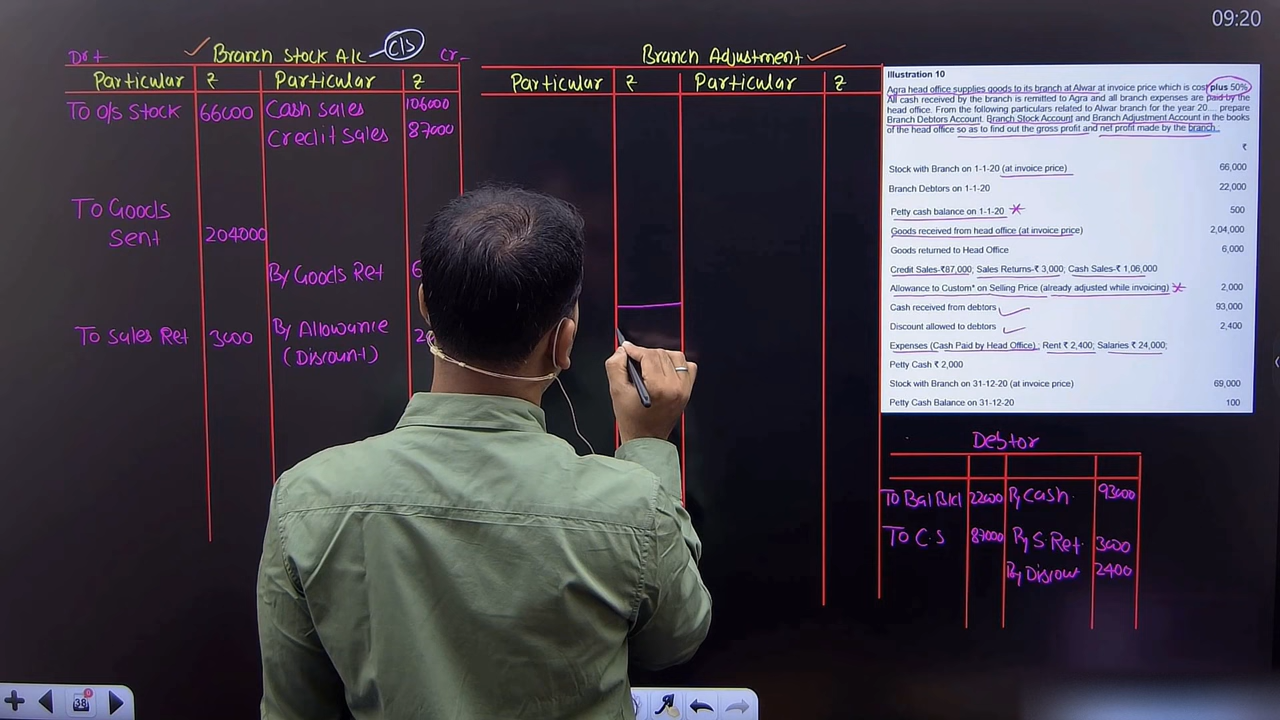 09:20
Dr +
Branch Stock A/c
C/S
Cr -
Particular ₹ Particular ₹
To o/s Stock 66000 Cash sales 106000
Credit Sales 87000
To Goods
Sent 204000
By Goods Ret 6
To Sales Ret 3000 By Allowance 2
(Discount)
Branch Adjustment
Particular ₹ Particular ₹
Illustration 10
Agra head office supplies goods to its branch at Alwar at invoice price which is cost plus 50%.
All cash received by the branch is remitted to Agra and all branch expenses are paid by the
head office. From the following particulars related to Alwar branch for the year 20.... prepare
Branch Debtors Account, Branch Stock Account and Branch Adjustment Account in the books
of the head office so as to find out the gross profit and net profit made by the branch.
₹
Stock with Branch on 1-1-20 (at invoice price) 66,000
Branch Debtors on 1-1-20 22,000
Petty cash balance on 1-1-20 500
Goods received from head office (at invoice price) 2,04,000
Goods returned to Head Office 6,000
Credit Sales-₹87,000; Sales Returns-₹ 3,000; Cash Sales-₹ 1,06,000
Allowance to Custom* on Selling Price (already adjusted while invoicing) 2,000
Cash received from debtors 93,000
Discount allowed to debtors 2,400
Expenses (Cash Paid by Head Office) ; Rent ₹ 2,400; Salaries ₹ 24,000;
Petty Cash ₹ 2,000
Stock with Branch on 31-12-20 (at invoice price) 69,000
Petty Cash Balance on 31-12-20 100
Debtor
To Bal B/d 22000 By Cash 93000
To C.S 87000 By S Ret 3000
By Discout 2400
38
0